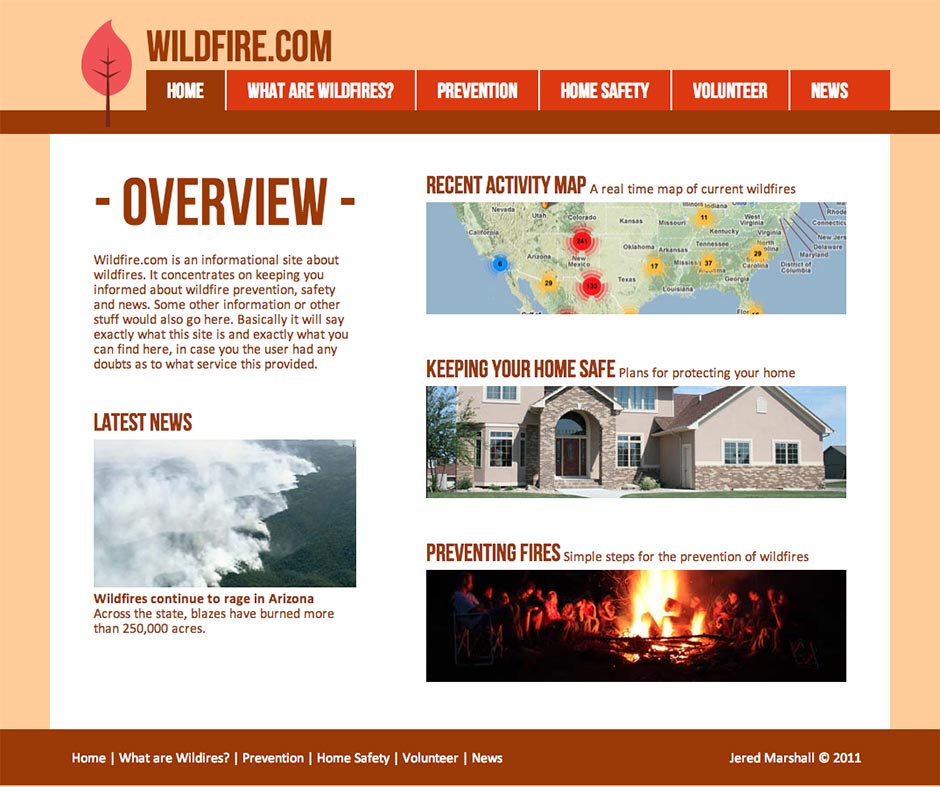 WILDFIRE.COM
HOME
WHAT ARE WILDFIRES?
PREVENTION
HOME SAFETY
VOLUNTEER
NEWS
- OVERVIEW -
Wildfire.com is an informational site about
wildfires. It concentrates on keeping you
informed about wildfire prevention, safety
and news. Some other information or other
stuff would also go here. Basically it will say
exactly what this site is and exactly what you
can find here, in case you the user had any
doubts as to what service this provided.
LATEST NEWS
Wildfires continue to rage in Arizona
Across the state, blazes have burned more
than 250,000 acres.
RECENT ACTIVITY MAP A real time map of current wildfires
Nevada
Utah
Colorado
Kansas
Missouri
Illinois
Indiana
Ohio
West
Virginia
Kentucky
Virginia
California
Arizona
New
Mexico
Oklahoma
Arkansas
Tennessee
North
Carolina
Texas
Louisiana
Georgia
Rhode
Connecticut
New Jersey
Delaware
Maryland
District of
Columbia
11
241
6
29
133
17
37
29
KEEPING YOUR HOME SAFE Plans for protecting your home
PREVENTING FIRES Simple steps for the prevention of wildfires
Home | What are Wildires? | Prevention | Home Safety | Volunteer | News
Jered Marshall © 2011